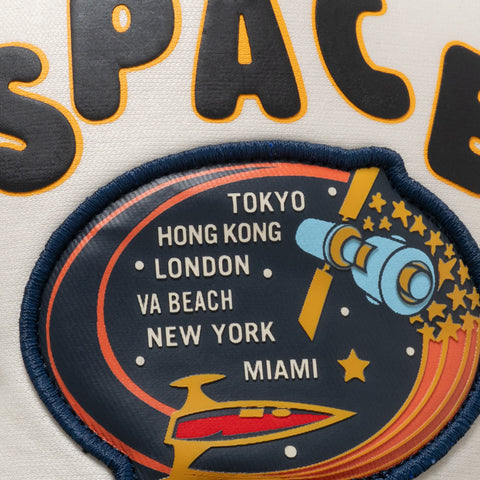 SPACE
TOKYO
HONG KONG
LONDON
VA BEACH
NEW YORK
MIAMI